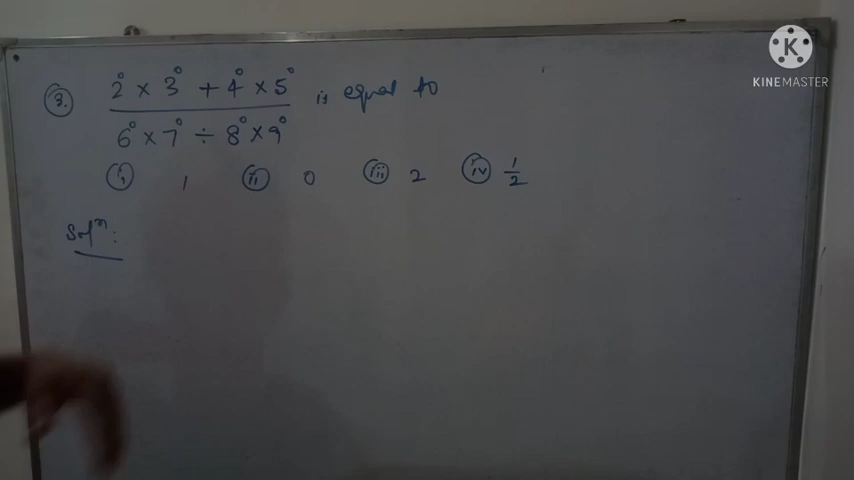 3. 2⁰ × 3⁰ + 4⁰ × 5⁰ is equal to
6⁰ × 7⁰ ÷ 8⁰ × 9⁰
i 1 ii 0 iii 2 iv 1/2
Solⁿ:
K
KINEMASTER